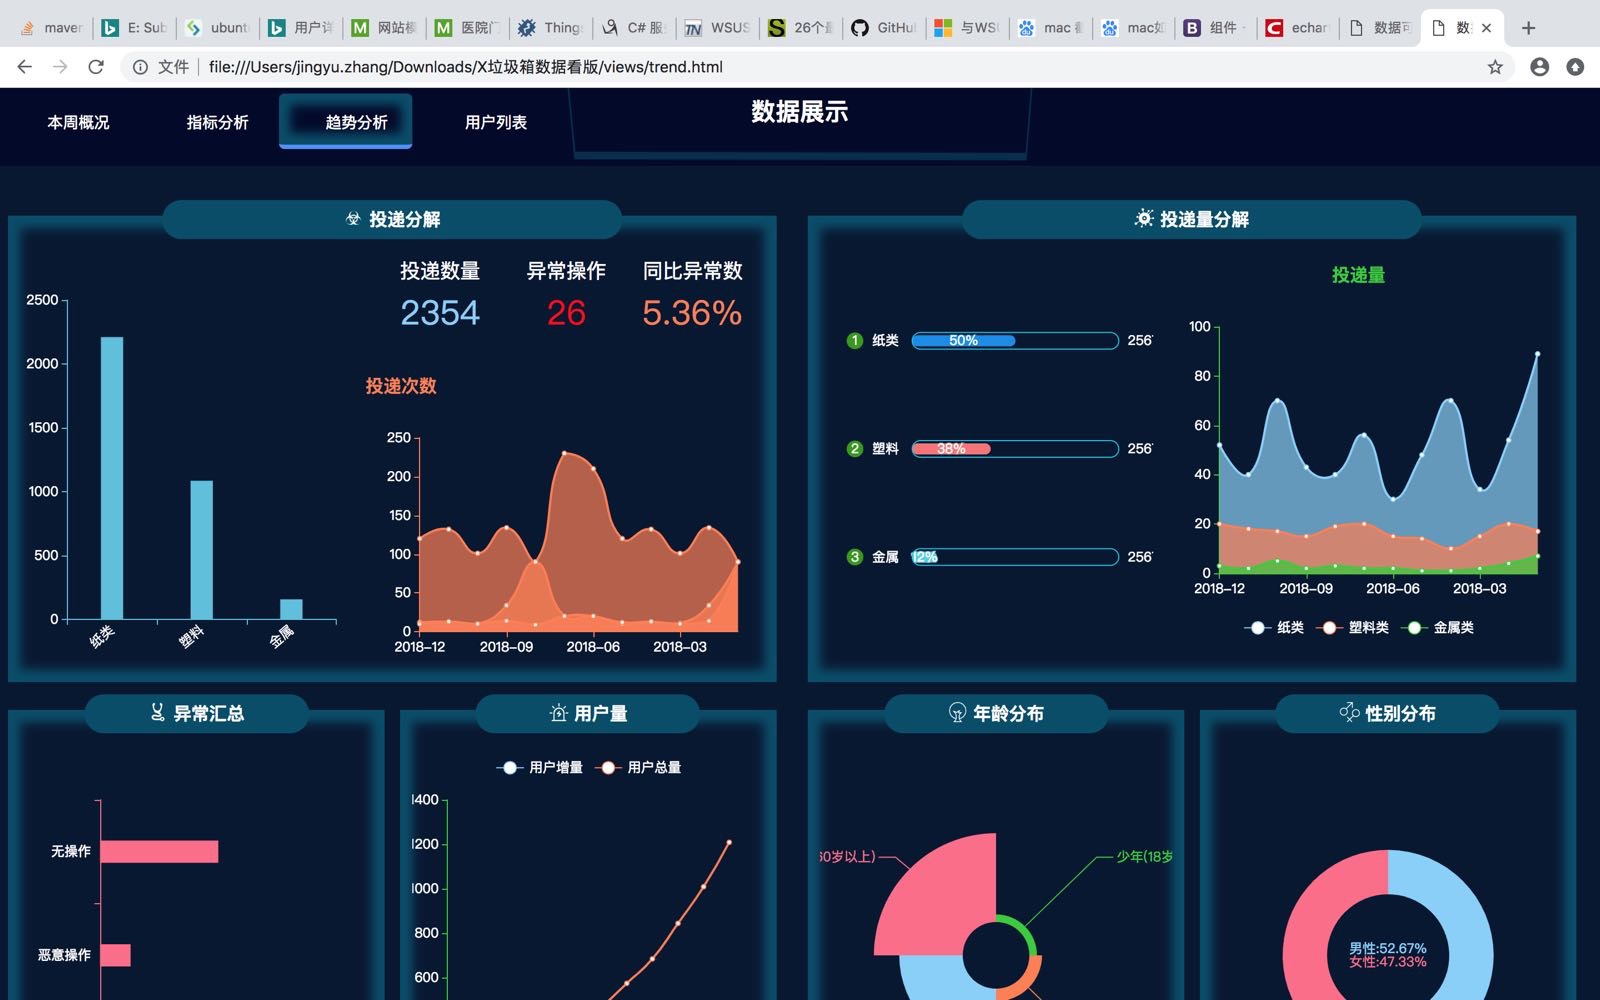 maver
E: Sub
ubunt
用户详
网站模
医院门
Things
C# 服
WSUS
26个最
GitHu
与WSU
mac 截
mac如
组件 -
echar
数据可
数
文件
file:///Users/jingyu.zhang/Downloads/X垃圾箱数据看版/views/trend.html
本周概况
指标分析
趋势分析
用户列表
数据展示
投递分解
投递数量
异常操作
同比异常数
2354
26
5.36%
2500
2000
1500
1000
500
0
纸类
塑料
金属
投递次数
250
200
150
100
50
0
2018-12
2018-09
2018-06
2018-03
投递量分解
投递量
1 纸类 50% 256
2 塑料 38% 256
3 金属 12% 256
100
80
60
40
20
0
2018-12
2018-09
2018-06
2018-03
纸类
塑料类
金属类
异常汇总
无操作
恶意操作
用户量
用户增量
用户总量
1400
1200
1000
800
600
年龄分布
60岁以上)
少年(18岁
性别分布
男性:52.67%
女性:47.33%